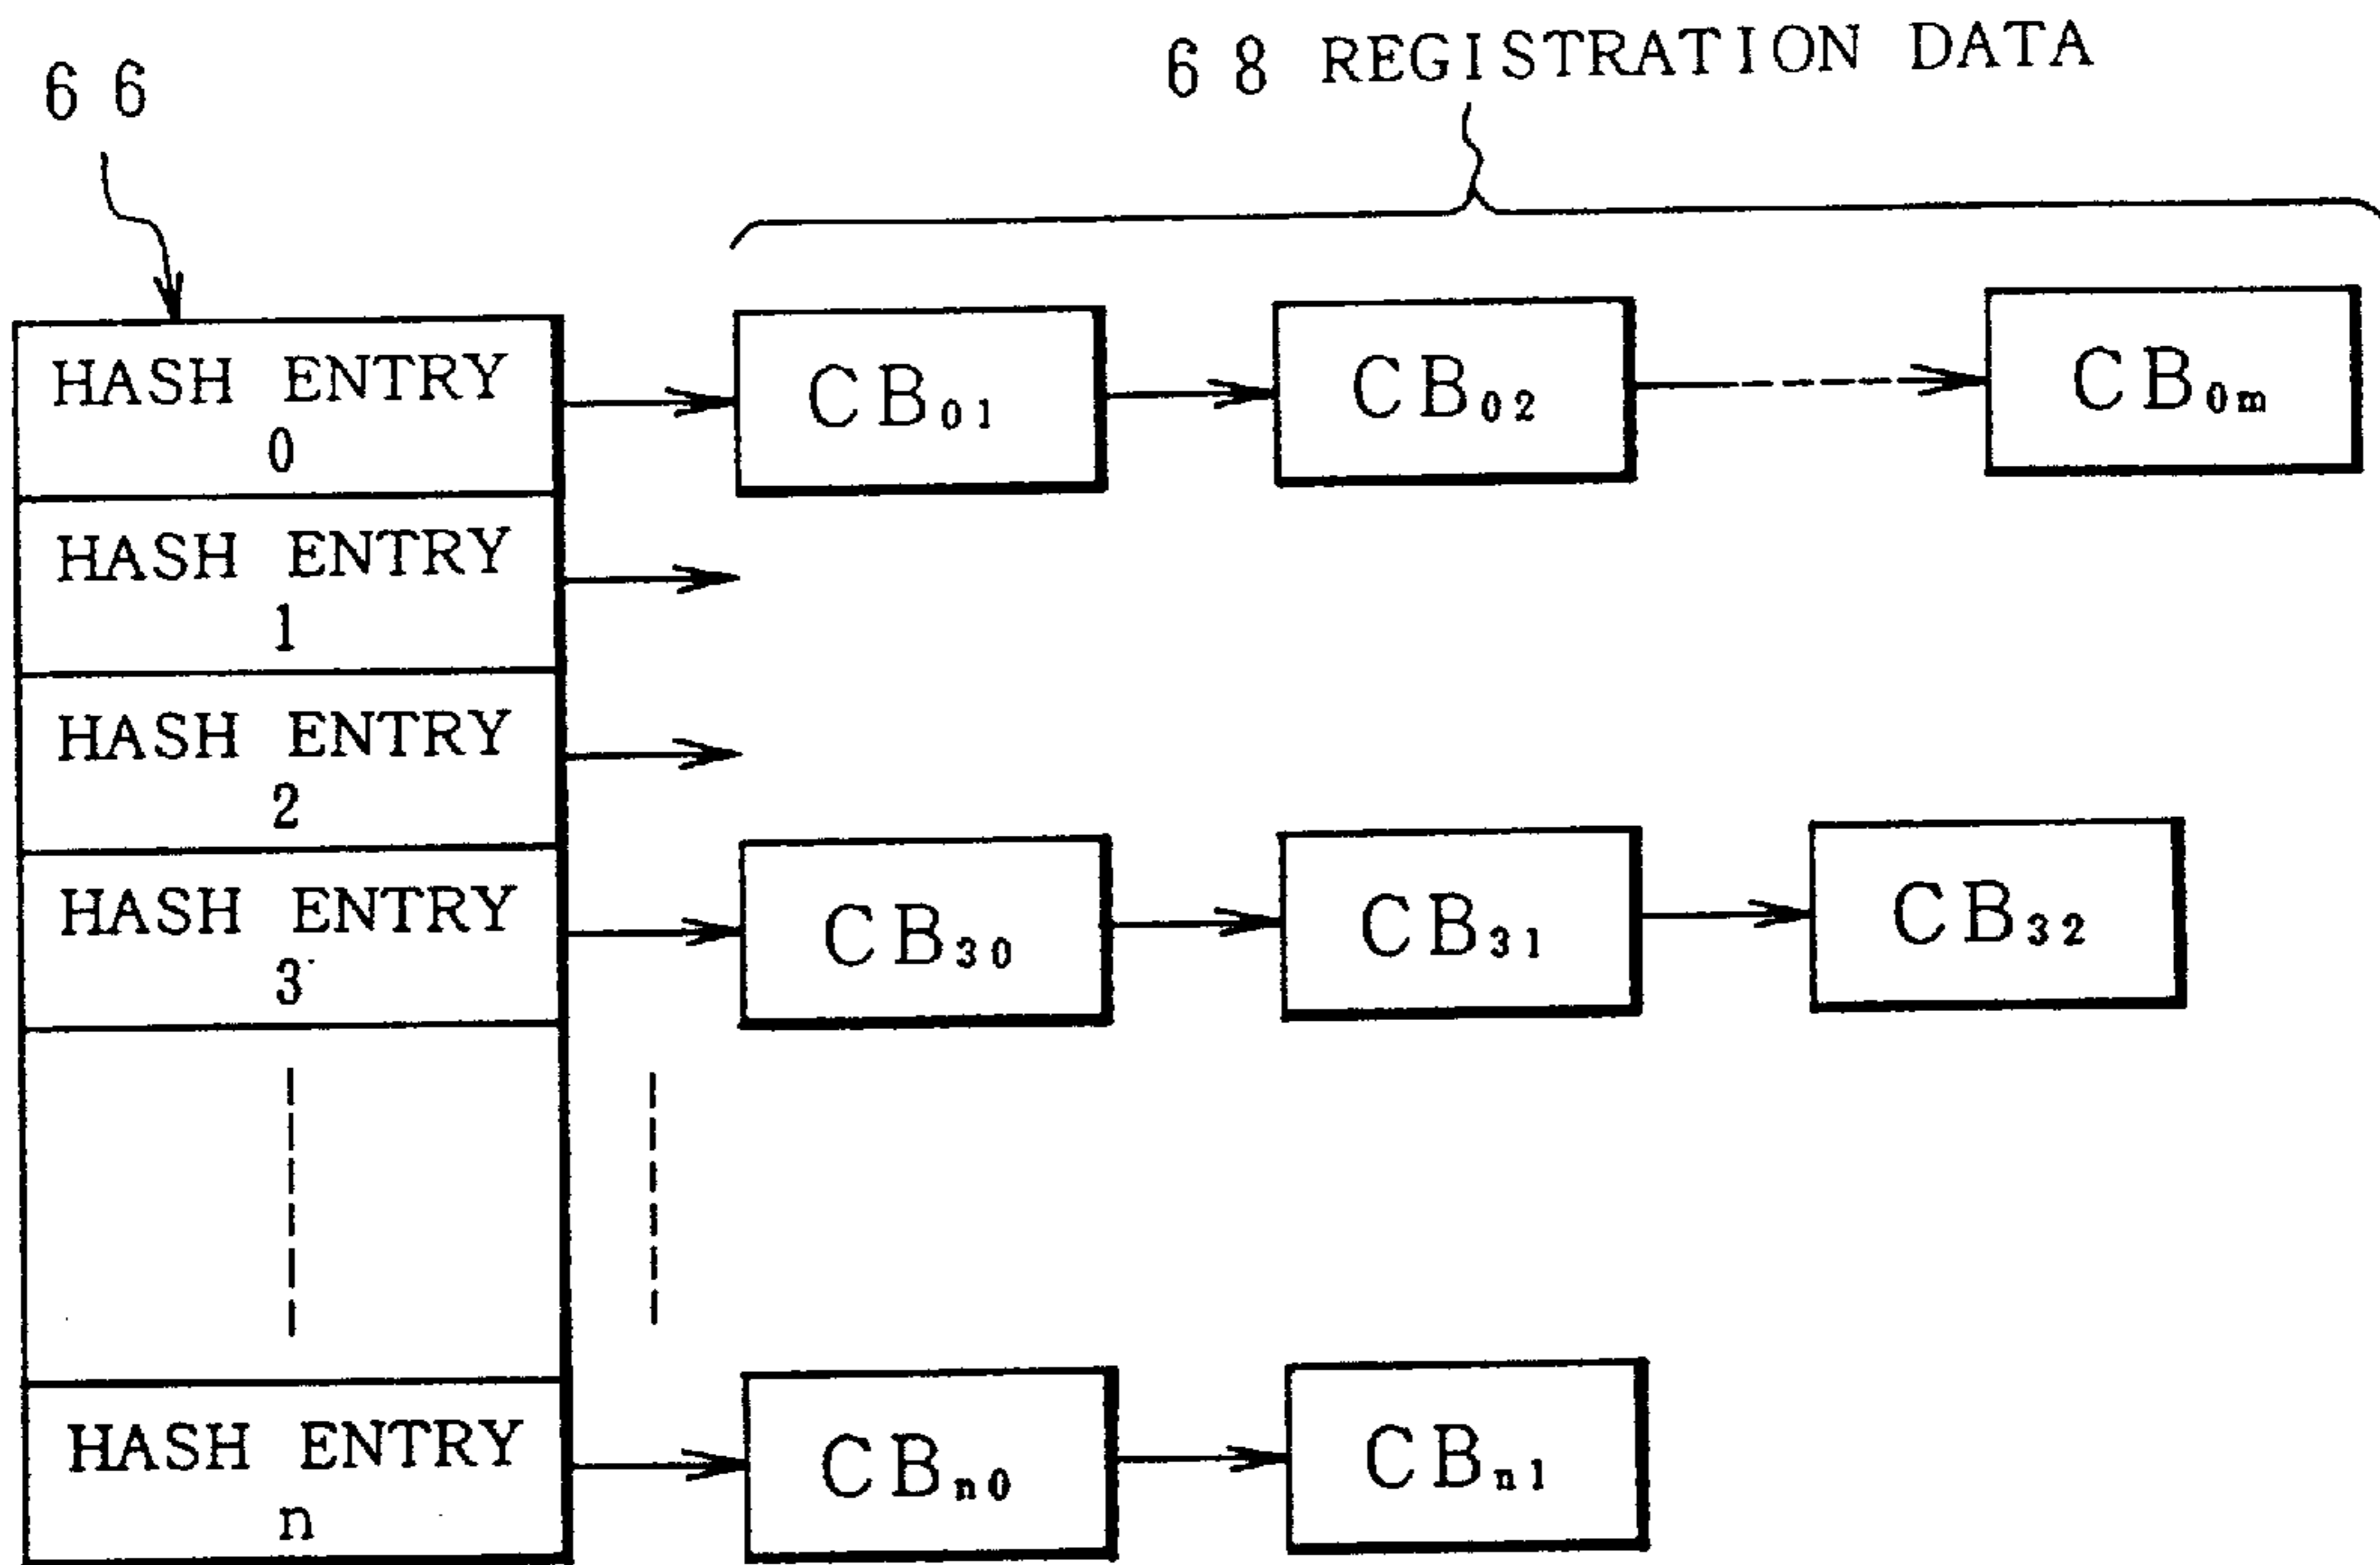 66
68 REGISTRATION DATA
HASH ENTRY
0
CB₀₁
CB₀₂
CB₀ₘ
HASH ENTRY
1
HASH ENTRY
2
HASH ENTRY
3
CB₃₀
CB₃₁
CB₃₂
HASH ENTRY
n
CBₙ₀
CBₙ₁